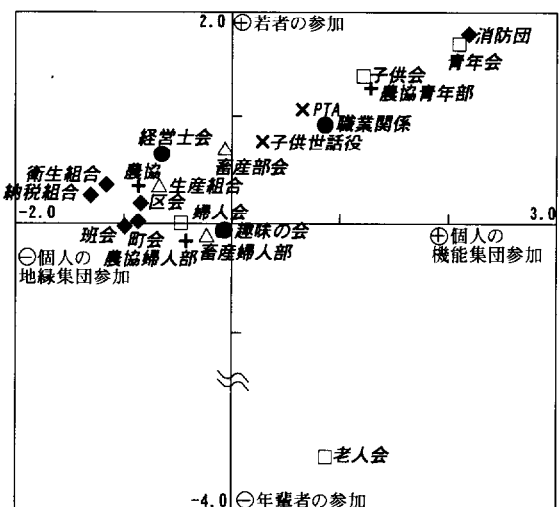 2.0 ⊕若者の参加
消防団
青年会
子供会
農協青年部
PTA
職業関係
経営士会
子供世話役
畜産部会
衛生組合
農協
生産組合
納税組合
区会
婦人会
-2.0
3.0
班会
町会
趣味の会
⊕個人の
機能集団参加
⊖個人の
地縁集団参加
農協婦人部
畜産婦人部
老人会
-4.0 ⊖年輩者の参加